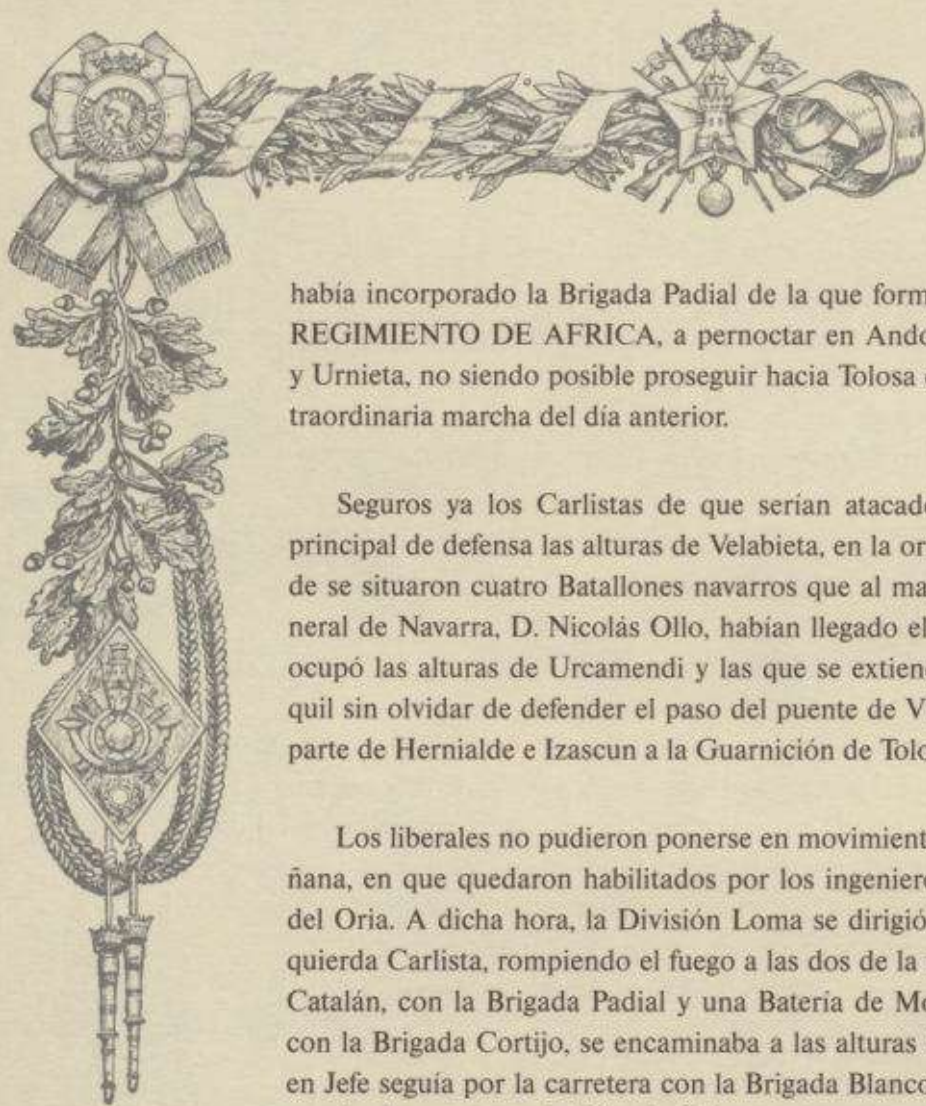 había incorporado la Brigada Padial de la que form
REGIMIENTO DE AFRICA, a pernoctar en Ando
y Urnieta, no siendo posible proseguir hacia Tolosa
traordinaria marcha del día anterior.
Seguros ya los Carlistas de que serían atacad
principal de defensa las alturas de Velabieta, en la or
de se situaron cuatro Batallones navarros que al ma
neral de Navarra, D. Nicolás Ollo, habían llegado el
ocupó las alturas de Urcamendi y las que se extien
quil sin olvidar de defender el paso del puente de V
parte de Hernialde e Izascun a la Guarnición de Tolo
Los liberales no pudieron ponerse en movimient
ñana, en que quedaron habilitados por los ingenier
del Oria. A dicha hora, la División Loma se dirigió
quierda Carlista, rompiendo el fuego a las dos de la
Catalán, con la Brigada Padial y una Batería de Mo
con la Brigada Cortijo, se encaminaba a las alturas
en Jefe seguía por la carretera con la Brigada Blanco